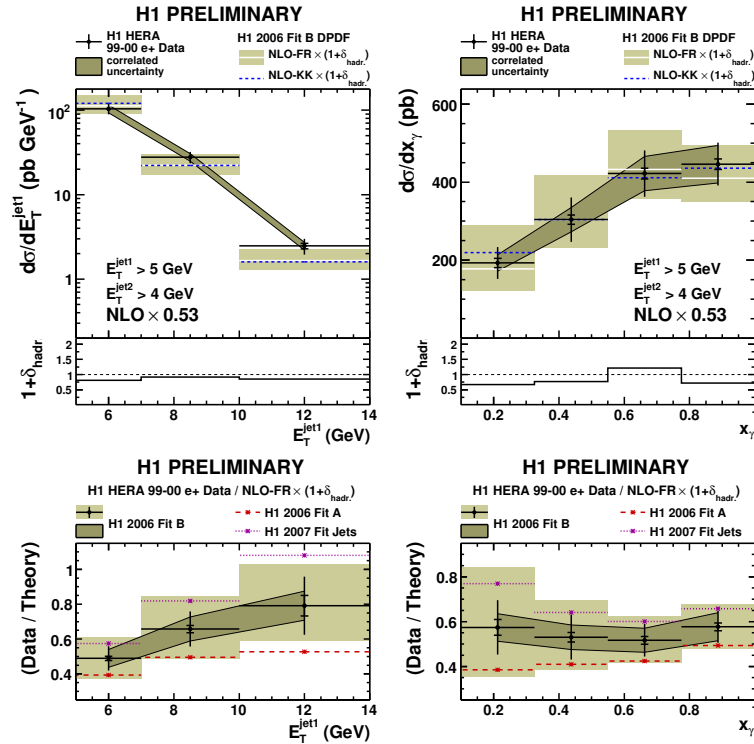 H1 PRELIMINARY
H1 HERA
99-00 e+ Data
correlated
uncertainty
H1 2006 Fit B DPDF
NLO-FR × (1+δhadr.)
NLO-KK × (1+δhadr.)
dσ/dE_T^jet1 (pb GeV⁻¹)
10²
10
1
E_T^jet1 > 5 GeV
E_T^jet2 > 4 GeV
NLO × 0.53
1+δhadr
2
1.5
1
0.5
6 8 10 12 14
E_T^jet1 (GeV)
H1 PRELIMINARY
H1 HERA
99-00 e+ Data
correlated
uncertainty
H1 2006 Fit B DPDF
NLO-FR × (1+δhadr.)
NLO-KK × (1+δhadr.)
dσ/dxγ (pb)
600
400
200
E_T^jet1 > 5 GeV
E_T^jet2 > 4 GeV
NLO × 0.53
1+δhadr
2
1.5
1
0.5
0.2 0.4 0.6 0.8 1
xγ
H1 PRELIMINARY
H1 HERA 99-00 e+ Data / NLO-FR × (1+δhadr.)
H1 2006 Fit B
H1 2006 Fit A
H1 2007 Fit Jets
(Data / Theory)
1
0.8
0.6
0.4
6 8 10 12 14
E_T^jet1 (GeV)
H1 PRELIMINARY
H1 HERA 99-00 e+ Data / NLO-FR × (1+δhadr.)
H1 2006 Fit B
H1 2006 Fit A
H1 2007 Fit Jets
(Data / Theory)
0.8
0.6
0.4
0.2 0.4 0.6 0.8 1
xγ